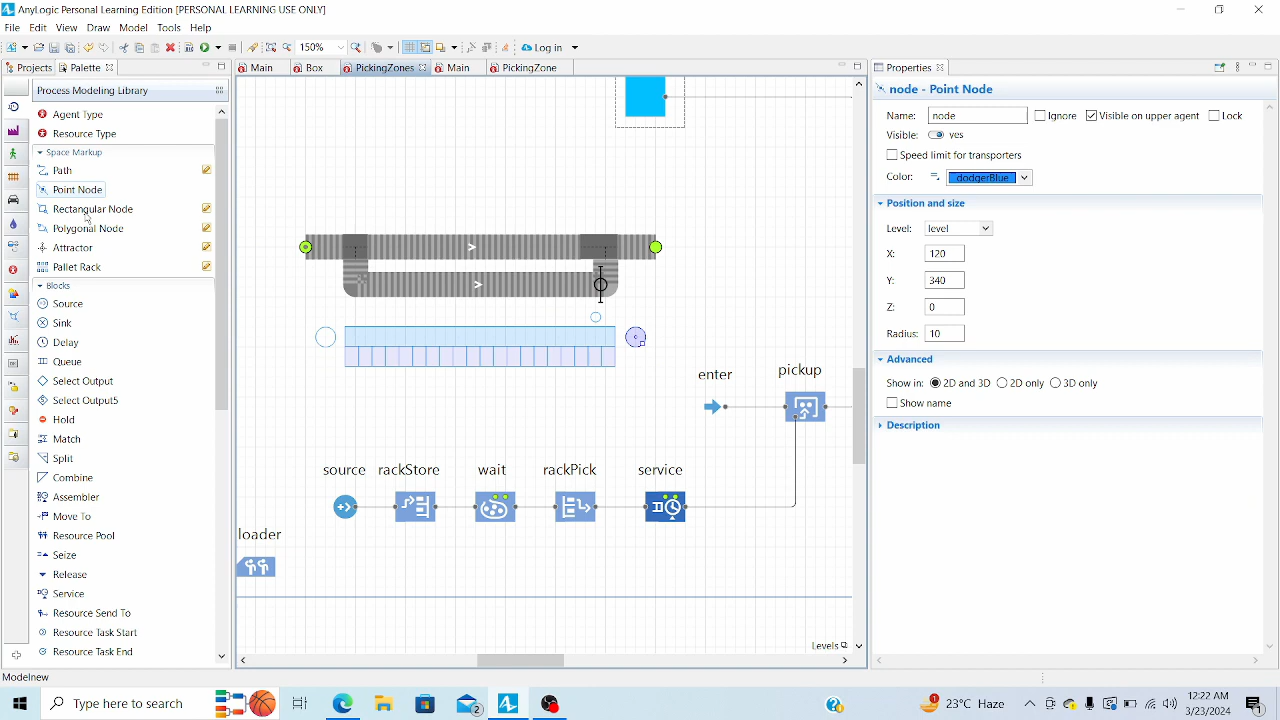 AnyLogic Personal Learning Edition [PERSONAL LEARNING USE ONLY]
File Edit View Draw Model Tools Help
150% Log in
Projects Palette Main Box PickingZones Main PickingZone Properties
Process Modeling Library
node - Point Node
Agent Type
Resource Type
Space Markup
Path
Point Node
Rectangular Node
Polygonal Node
Attractor
Pallet Rack
Blocks
Source
Sink
Delay
Queue
Select Output
Select Output5
Hold
Match
Split
Combine
Assembler
Move To
Resource Pool
Seize
Release
Service
Resource Send To
Resource Task Start
Resource Task End
enter pickup
source rackStore wait rackPick service
loader
Levels
Name: node Ignore Visible on upper agent Lock
Visible: yes
Speed limit for transporters
Color: dodgerBlue
Position and size
Level: level
X: 120
Y: 340
Z: 0
Radius: 10
Advanced
Show in: 2D and 3D 2D only 3D only
Show name
Description
Modelnew
Type here to search 2 23°C Haze 1